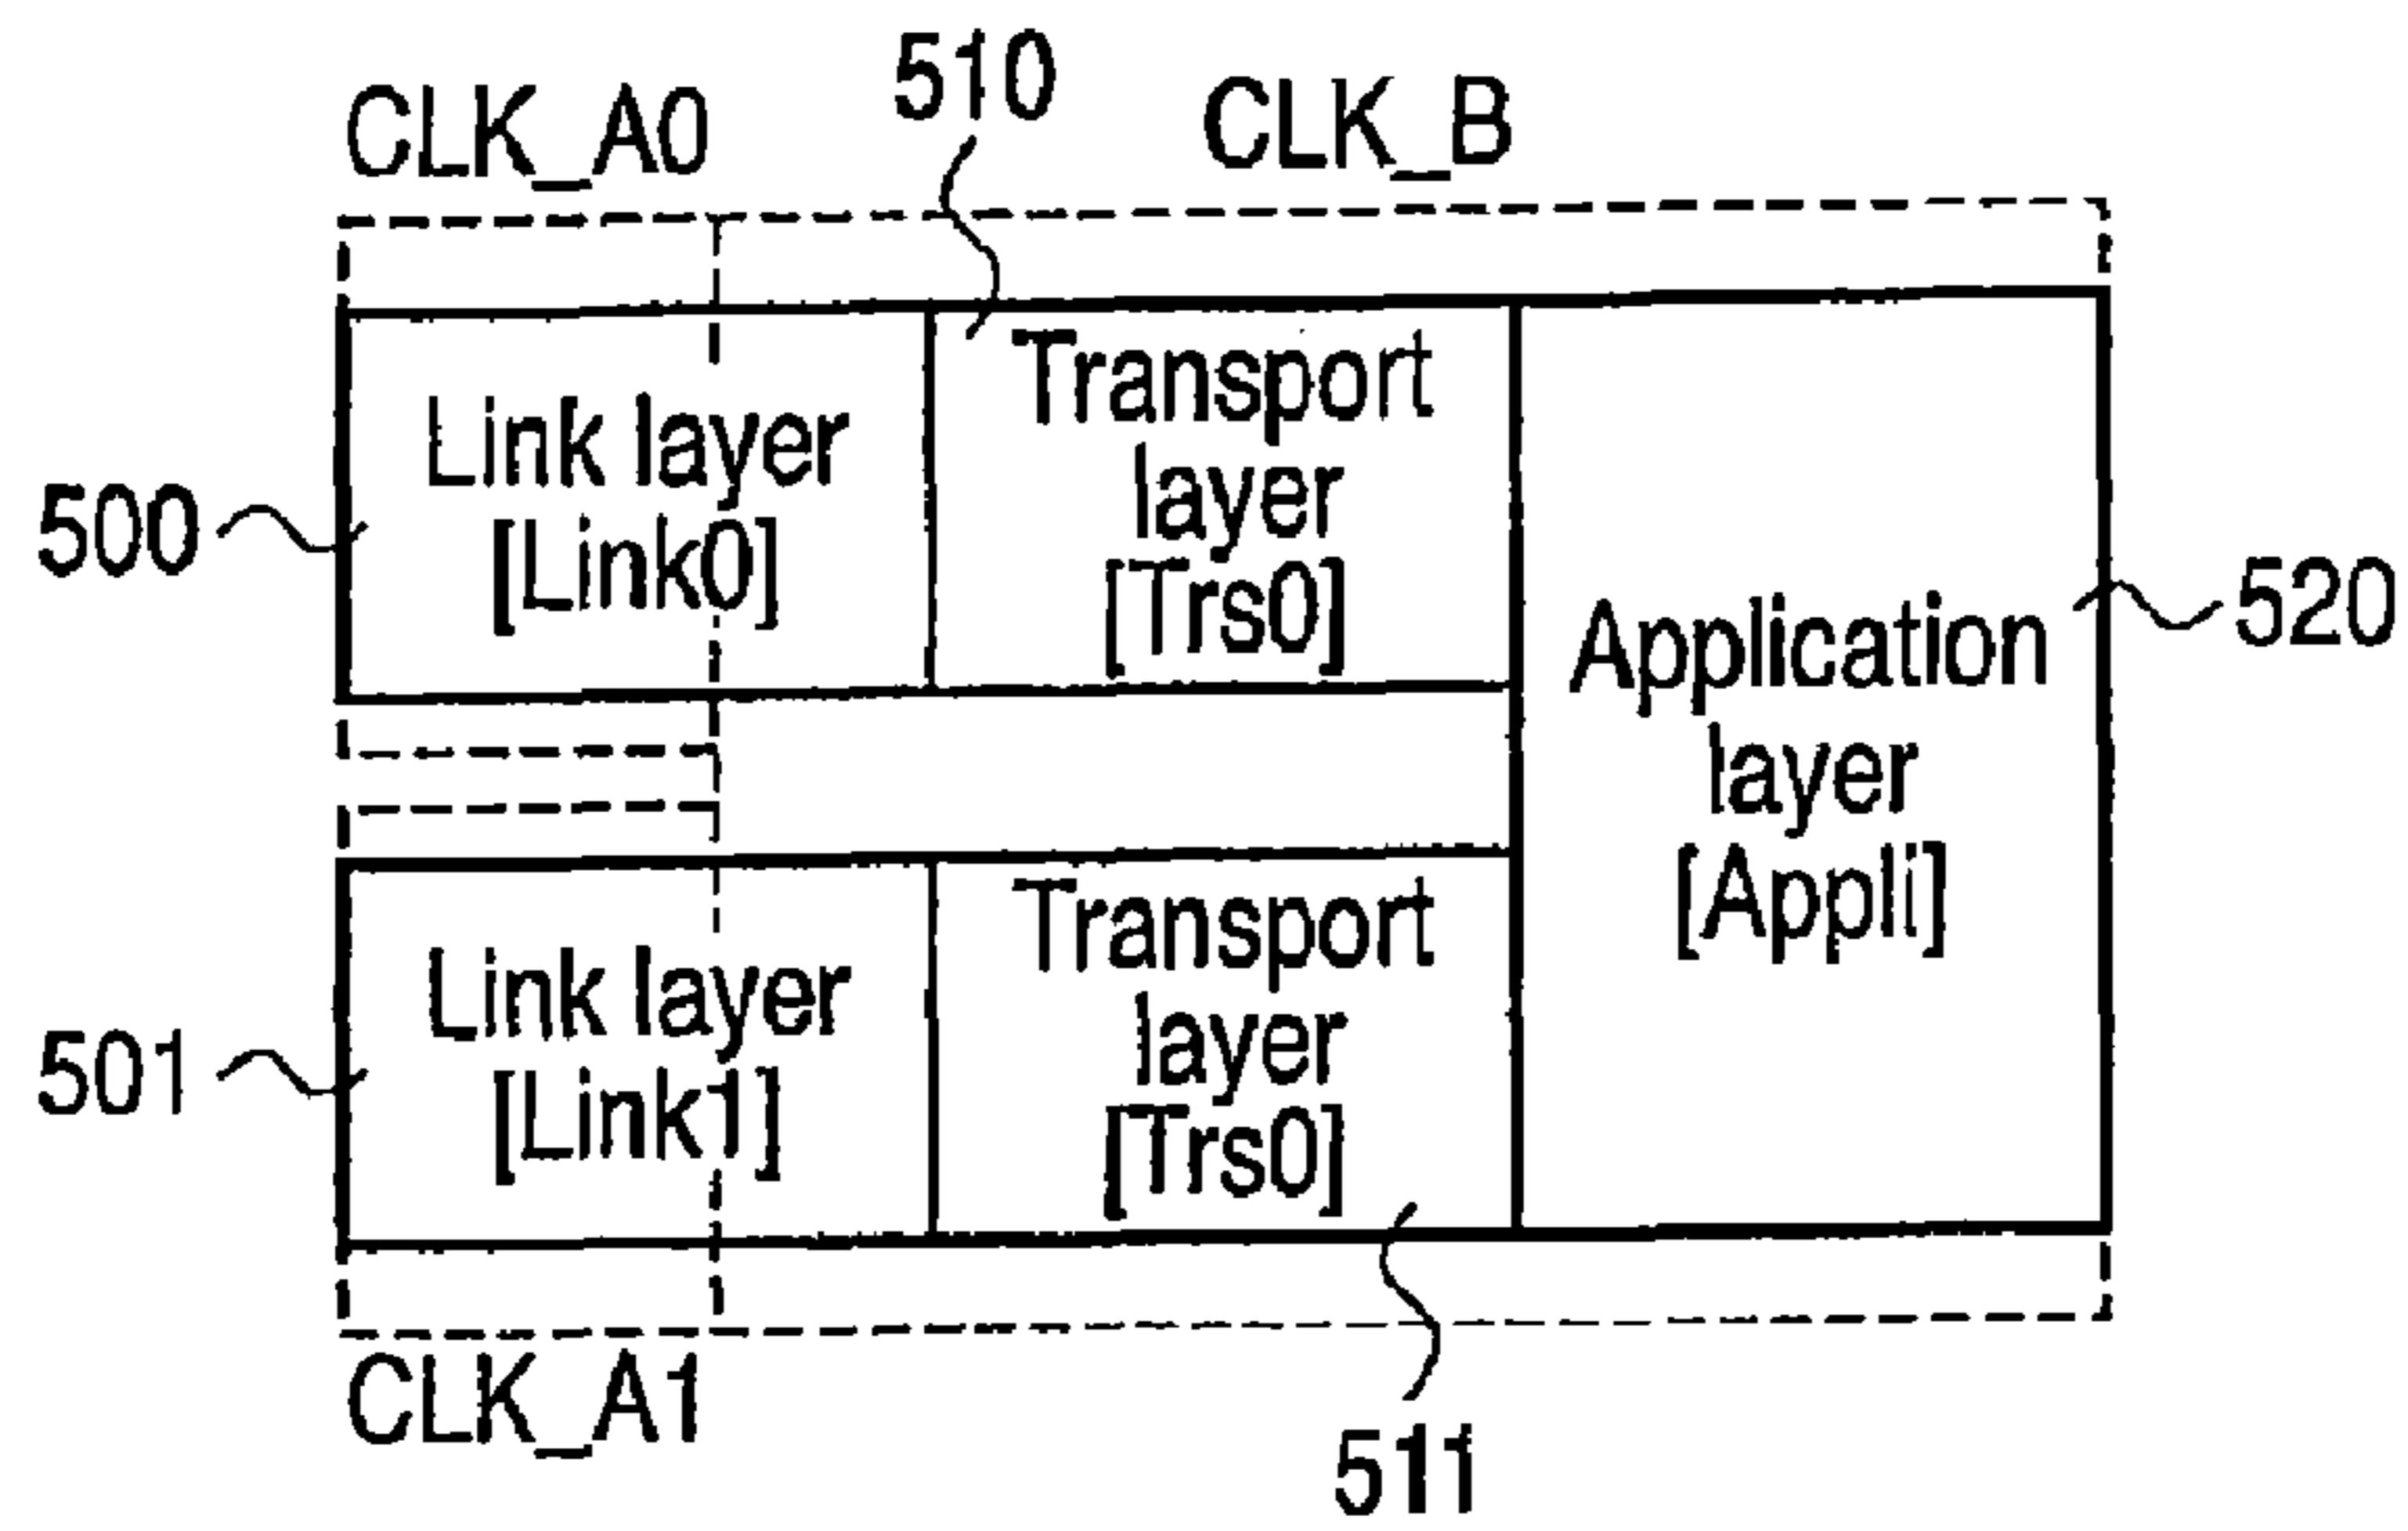 510
CLK_A0
CLK_B
Link layer
[Link0]
Transport
layer
[Trs0]
500
Application
layer
[Appli]
520
Link layer
[Link1]
Transport
layer
[Trs0]
501
CLK_A1
511